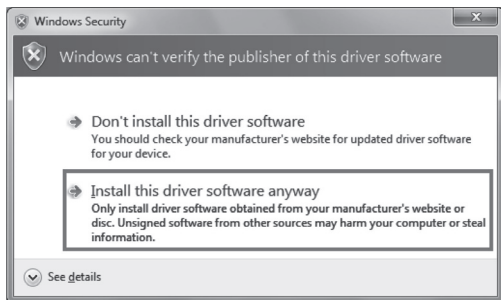 Windows Security
Windows can't verify the publisher of this driver software
Don't install this driver software
You should check your manufacturer's website for updated driver software
for your device.
Install this driver software anyway
Only install driver software obtained from your manufacturer's website or
disc. Unsigned software from other sources may harm your computer or steal
information.
See details